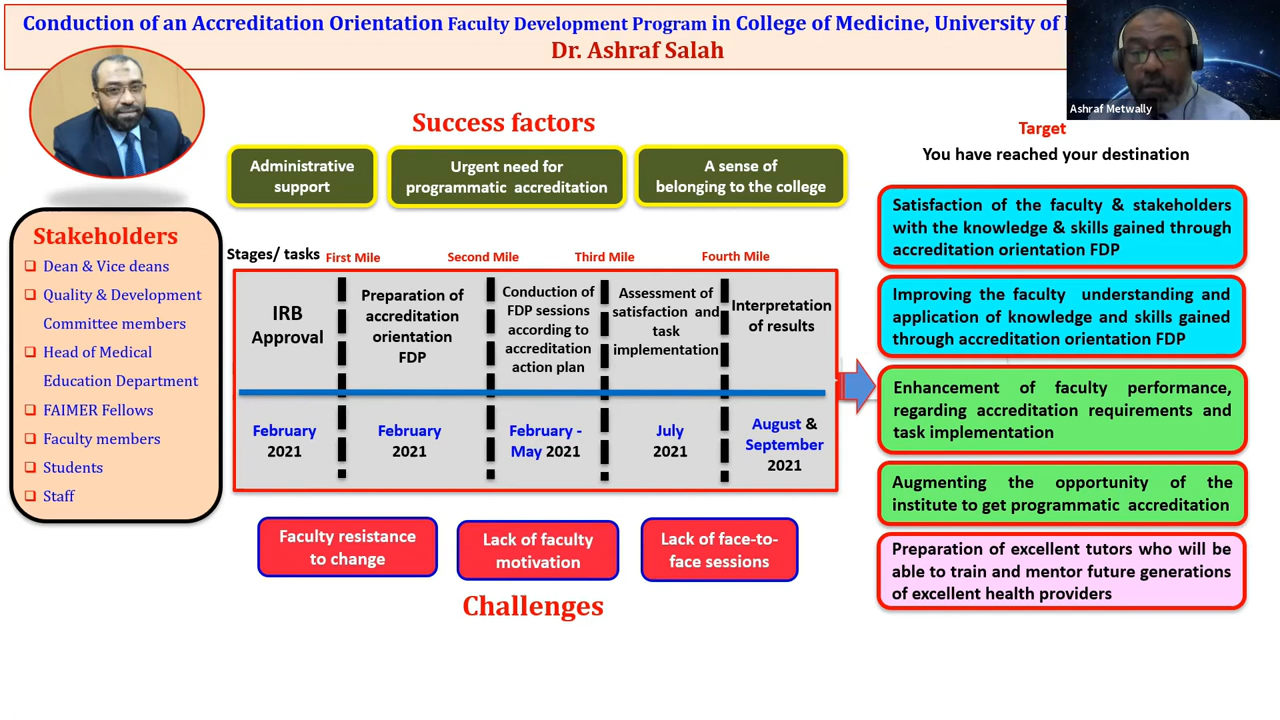 Conduction of an Accreditation Orientation Faculty Development Program in College of Medicine, University of
Dr. Ashraf Salah
Ashraf Metwally
Stakeholders
Dean & Vice deans
Quality & Development
Committee members
Head of Medical
Education Department
FAIMER Fellows
Faculty members
Students
Staff
Success factors
Administrative
support
Urgent need for
programmatic accreditation
A sense of
belonging to the college
Stages/ tasks
First Mile
Second Mile
Third Mile
Fourth Mile
IRB
Approval
Preparation of
accreditation
orientation
FDP
Conduction of
FDP sessions
according to
accreditation
action plan
Assessment of
satisfaction and
task
implementation
Interpretation
of results
February
2021
February
2021
February -
May 2021
July
2021
August &
September
2021
Faculty resistance
to change
Lack of faculty
motivation
Lack of face-to-
face sessions
Challenges
Target
You have reached your destination
Satisfaction of the faculty & stakeholders
with the knowledge & skills gained through
accreditation orientation FDP
Improving the faculty understanding and
application of knowledge and skills gained
through accreditation orientation FDP
Enhancement of faculty performance,
regarding accreditation requirements and
task implementation
Augmenting the opportunity of the
institute to get programmatic accreditation
Preparation of excellent tutors who will be
able to train and mentor future generations
of excellent health providers